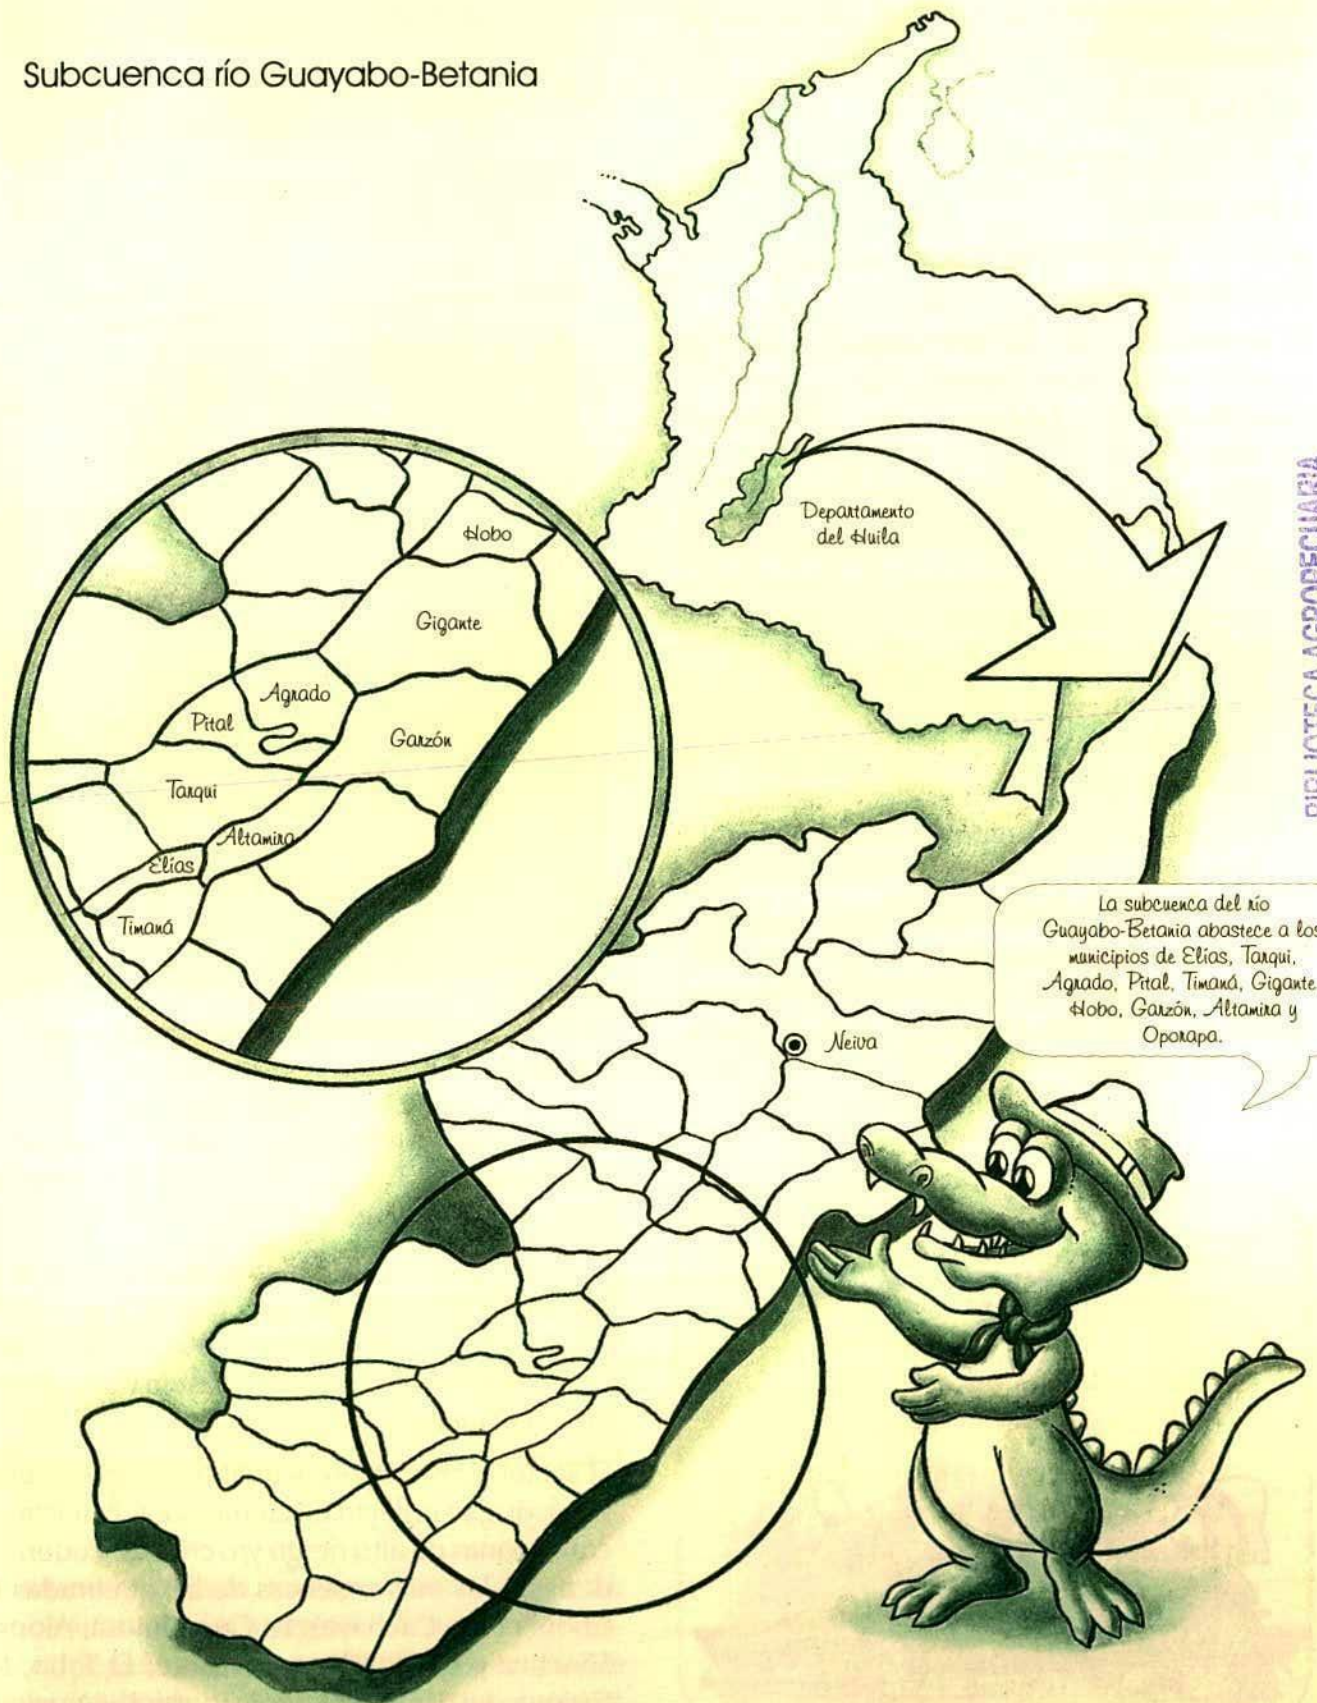 Subcuenca río Guayabo-Betania
Departamento
del Huila
Hobo
Gigante
Agrado
Pital
Garzón
Tarqui
Altamira
Elías
Timaná
BIBLIOTECA AGROPECUARIA
La subcuenca del río
Guayabo-Betania abastece a los
municipios de Elías, Tarqui,
Agrado, Pital, Timaná, Gigante
Hobo, Garzón, Altamira y
Oporapa.
Neiva